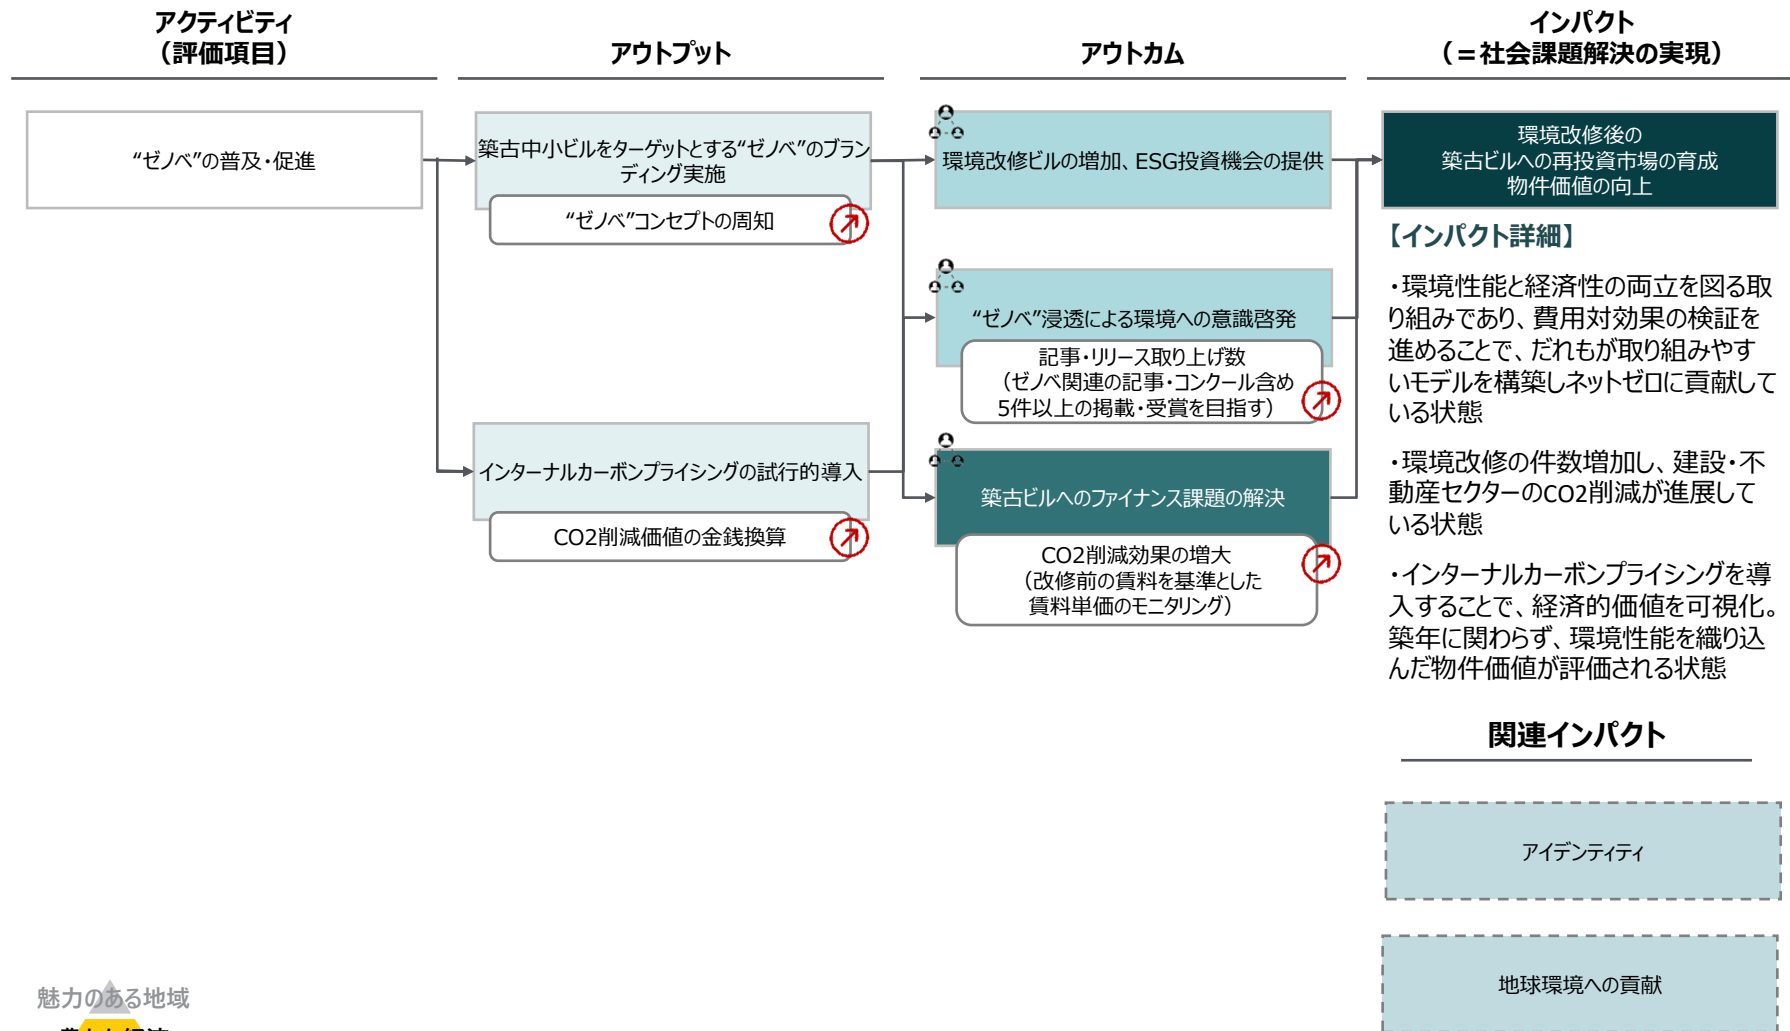 アクティビティ
（評価項目）
アウトプット
アウトカム
インパクト
（＝社会課題解決の実現）
“ゼノベ”の普及・促進
築古中小ビルをターゲットとする“ゼノベ”のブラン
ディング実施
“ゼノベ”コンセプトの周知
インターナルカーボンプライシングの試行的導入
CO2削減価値の金銭換算
環境改修ビルの増加、ESG投資機会の提供
“ゼノベ”浸透による環境への意識啓発
記事・リリース取り上げ数
（ゼノベ関連の記事・コンクール含め
5件以上の掲載・受賞を目指す）
築古ビルへのファイナンス課題の解決
CO2削減効果の増大
（改修前の賃料を基準とした
賃料単価のモニタリング）
環境改修後の
築古ビルへの再投資市場の育成
物件価値の向上
【インパクト詳細】
・環境性能と経済性の両立を図る取
り組みであり、費用対効果の検証を
進めることで、だれもが取り組みやす
いモデルを構築しネットゼロに貢献して
いる状態
・環境改修の件数増加し、建設・不
動産セクターのCO2削減が進展して
いる状態
・インターナルカーボンプライシングを導
入することで、経済的価値を可視化。
築年に関わらず、環境性能を織り込
んだ物件価値が評価される状態
関連インパクト
アイデンティティ
地球環境への貢献
魅力のある地域